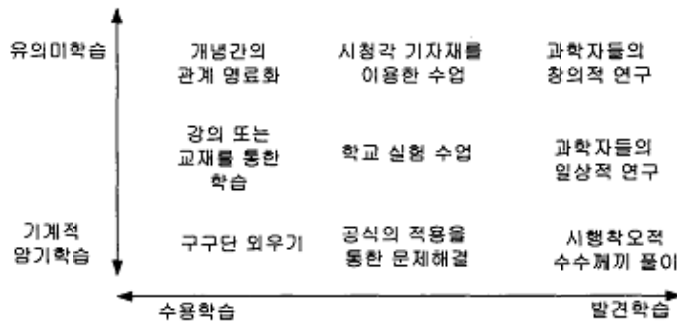 유의미학습
개념간의
관계 명료화
시청각 기자재를
이용한 수업
과학자들의
창의적 연구
강의 또는
교재를 통한
학습
학교 실험 수업
과학자들의
일상적 연구
기계적
암기학습
구구단 외우기
공식의 적용을
통한 문제해결
시행착오적
수수께끼 풀이
수용학습
발견학습